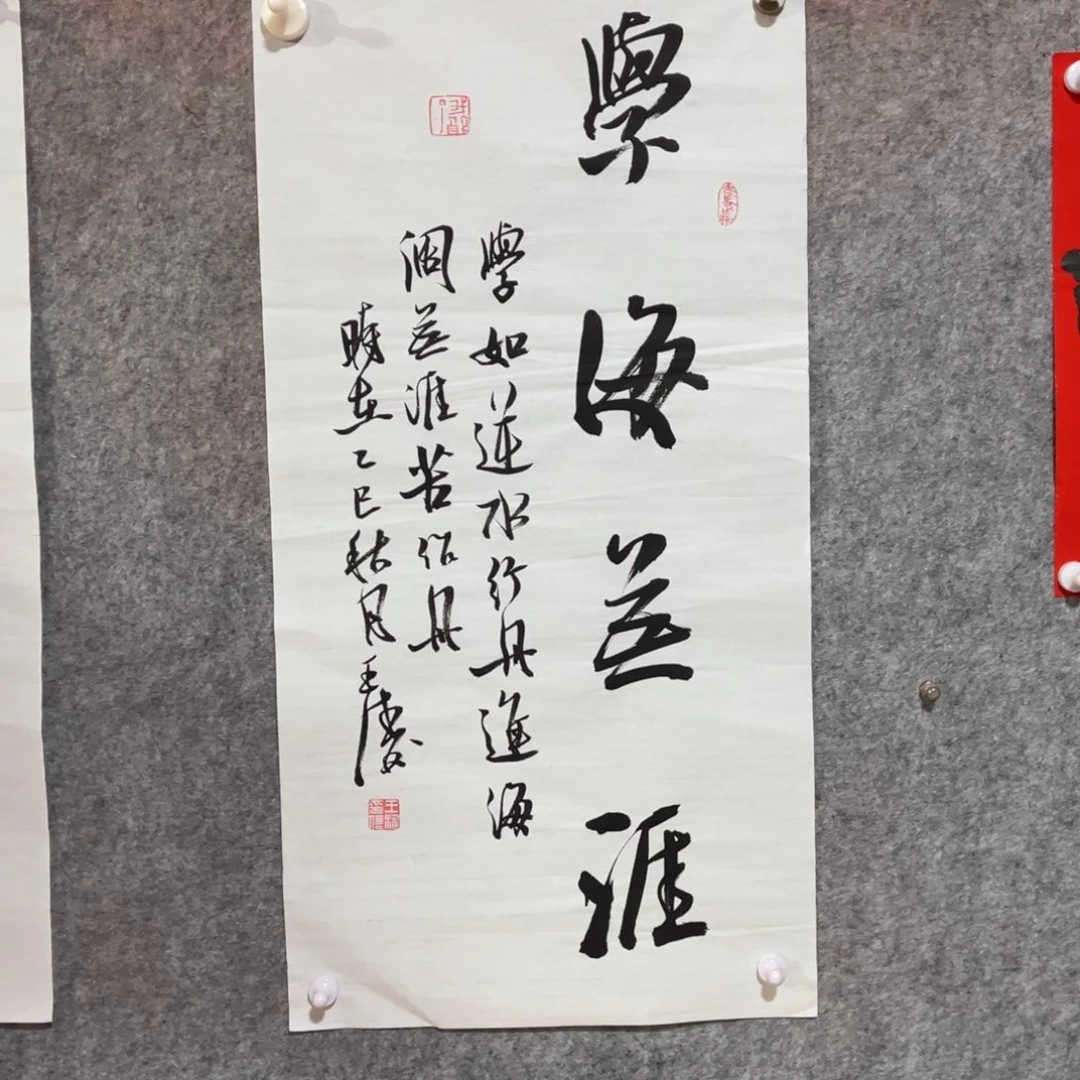 學海無涯
學如逆水行舟進海
濶無涯苦作舟
時在乙巳秋月王慶